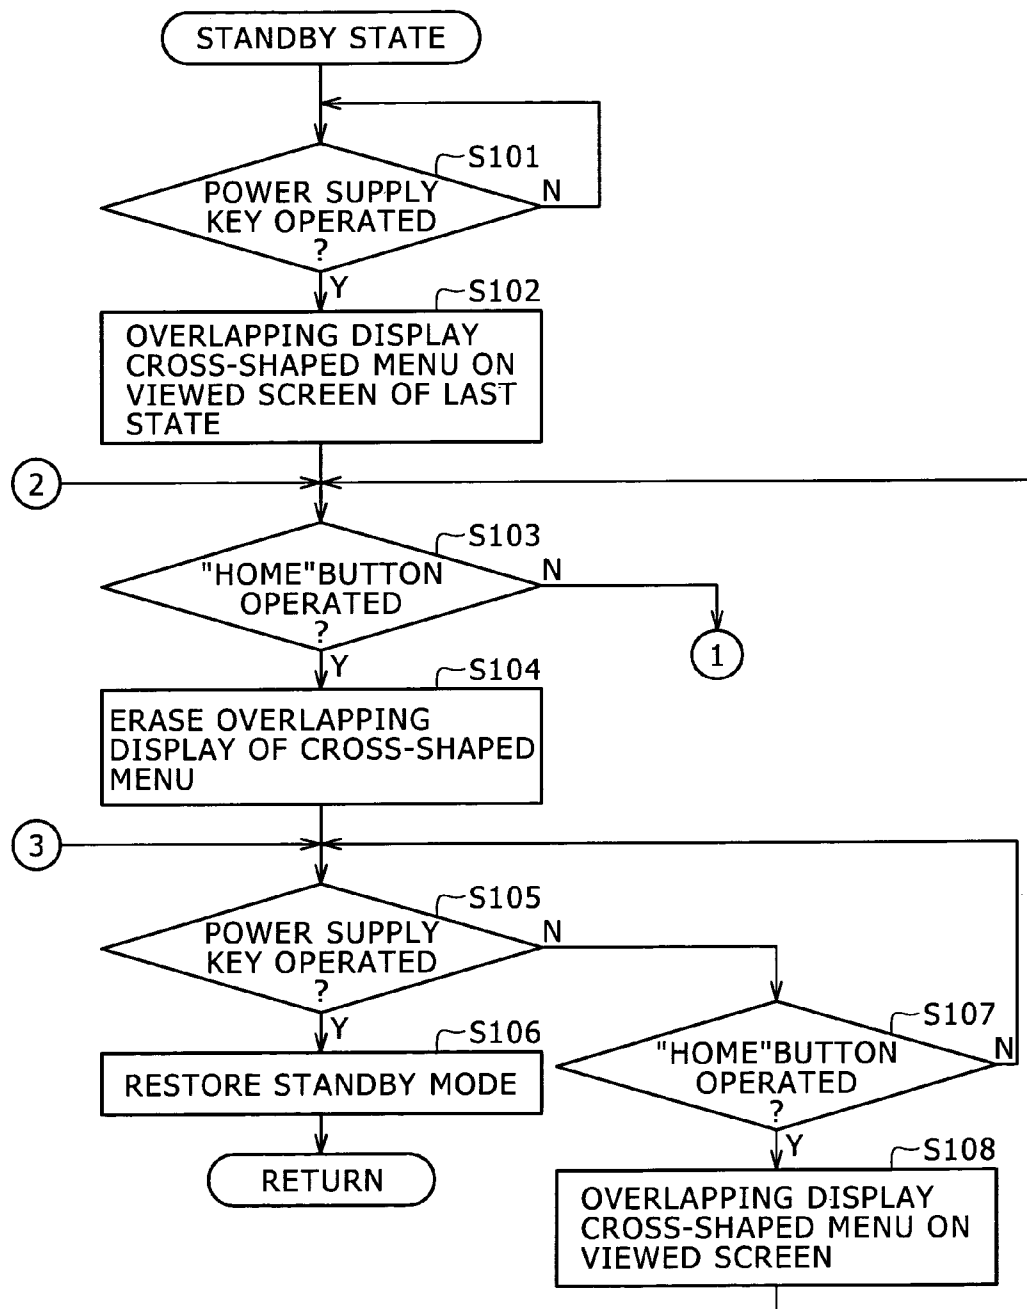 STANDBY STATE
S101
POWER SUPPLY
KEY OPERATED
?
N
Y
S102
OVERLAPPING DISPLAY
CROSS-SHAPED MENU ON
VIEWED SCREEN OF LAST
STATE
2
S103
"HOME"BUTTON
OPERATED
?
N
1
Y
S104
ERASE OVERLAPPING
DISPLAY OF CROSS-SHAPED
MENU
3
S105
POWER SUPPLY
KEY OPERATED
?
N
Y
S106
RESTORE STANDBY MODE
RETURN
S107
"HOME"BUTTON
OPERATED
?
N
Y
S108
OVERLAPPING DISPLAY
CROSS-SHAPED MENU ON
VIEWED SCREEN